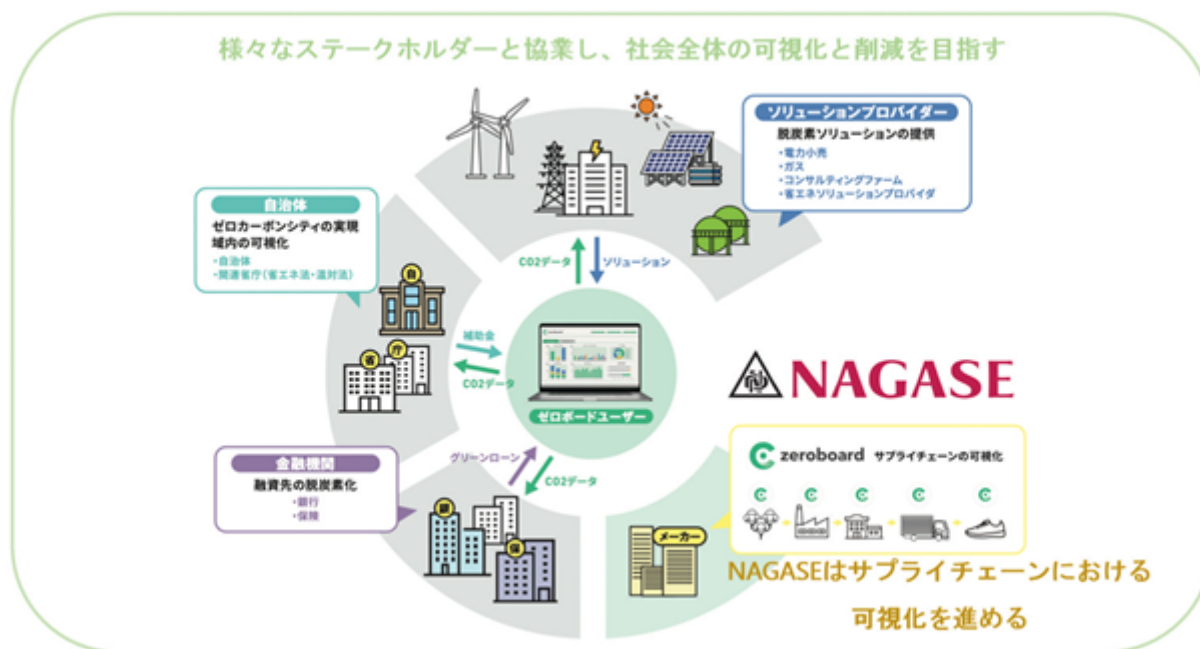 様々なステークホルダーと協業し、社会全体の可視化と削減を目指す
ソリューションプロバイダー
脱炭素ソリューションの提供
・電力小売
・ガス
・コンサルティングファーム
・省エネソリューションプロバイダ
自治体
ゼロカーボンシティの実現
域内の可視化
・自治体
・関連省庁(省エネ法・温対法)
自
省
庁
CO2データ
ソリューション
補助金
CO2データ
ゼロボードユーザー
NAGASE
金融機関
融資先の脱炭素化
・銀行
・保険
グリーンローン
CO2データ
銀
保
メーカー
zeroboard サプライチェーンの可視化
NAGASEはサプライチェーンにおける
可視化を進める